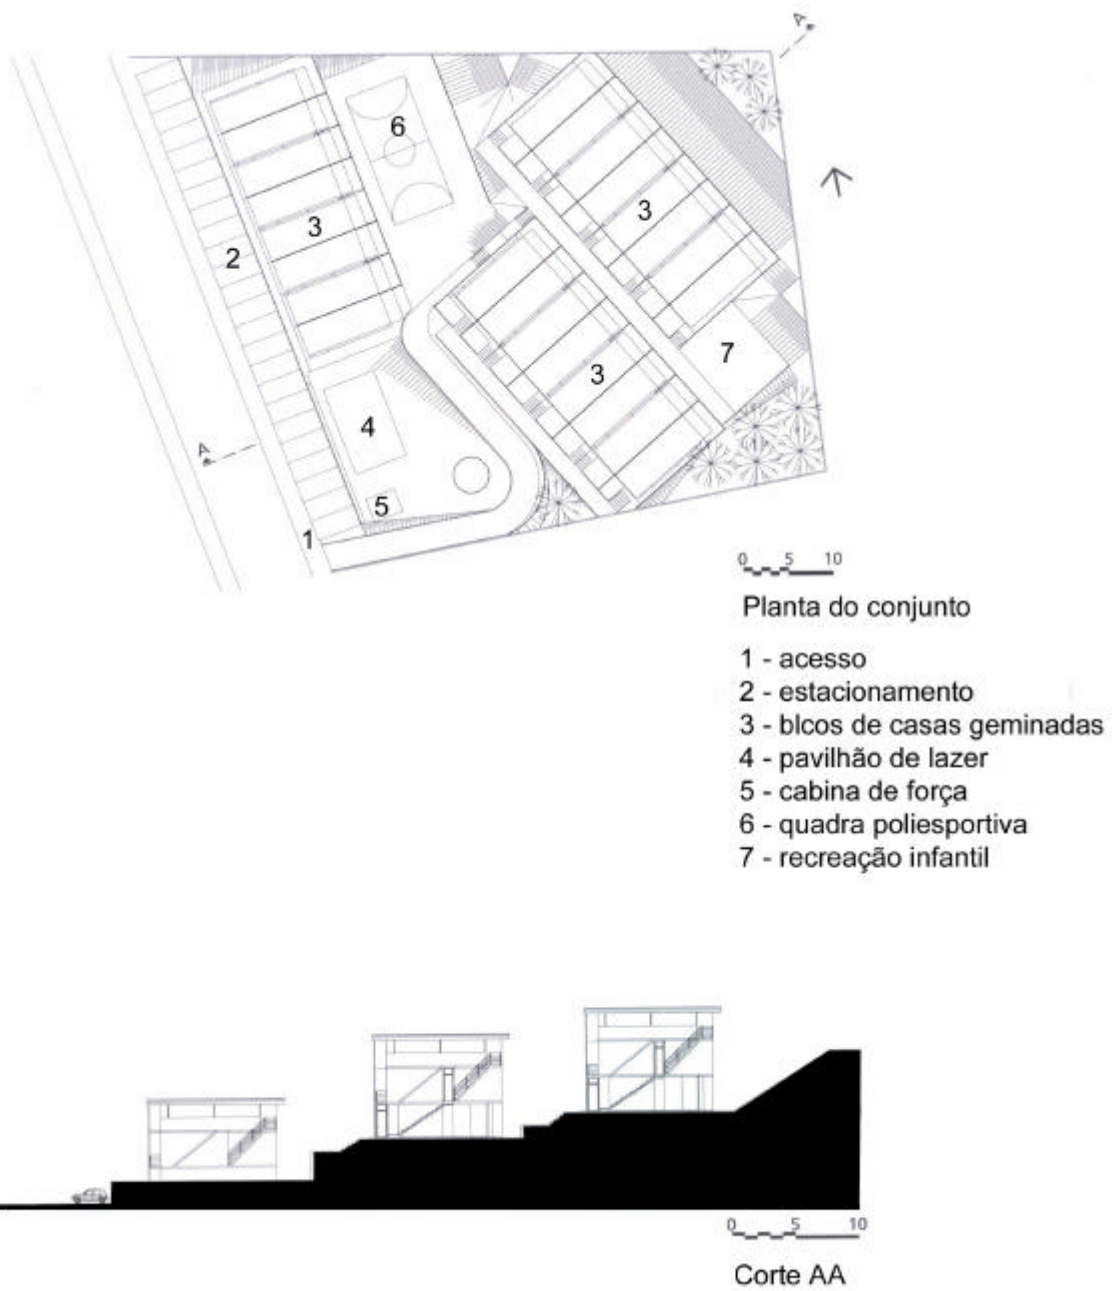 A
6
3
3
2
7
3
4
A
5
1
0 5 10
Planta do conjunto
1 - acesso
2 - estacionamento
3 - blcos de casas geminadas
4 - pavilhão de lazer
5 - cabina de força
6 - quadra poliesportiva
7 - recreação infantil
0 5 10
Corte AA